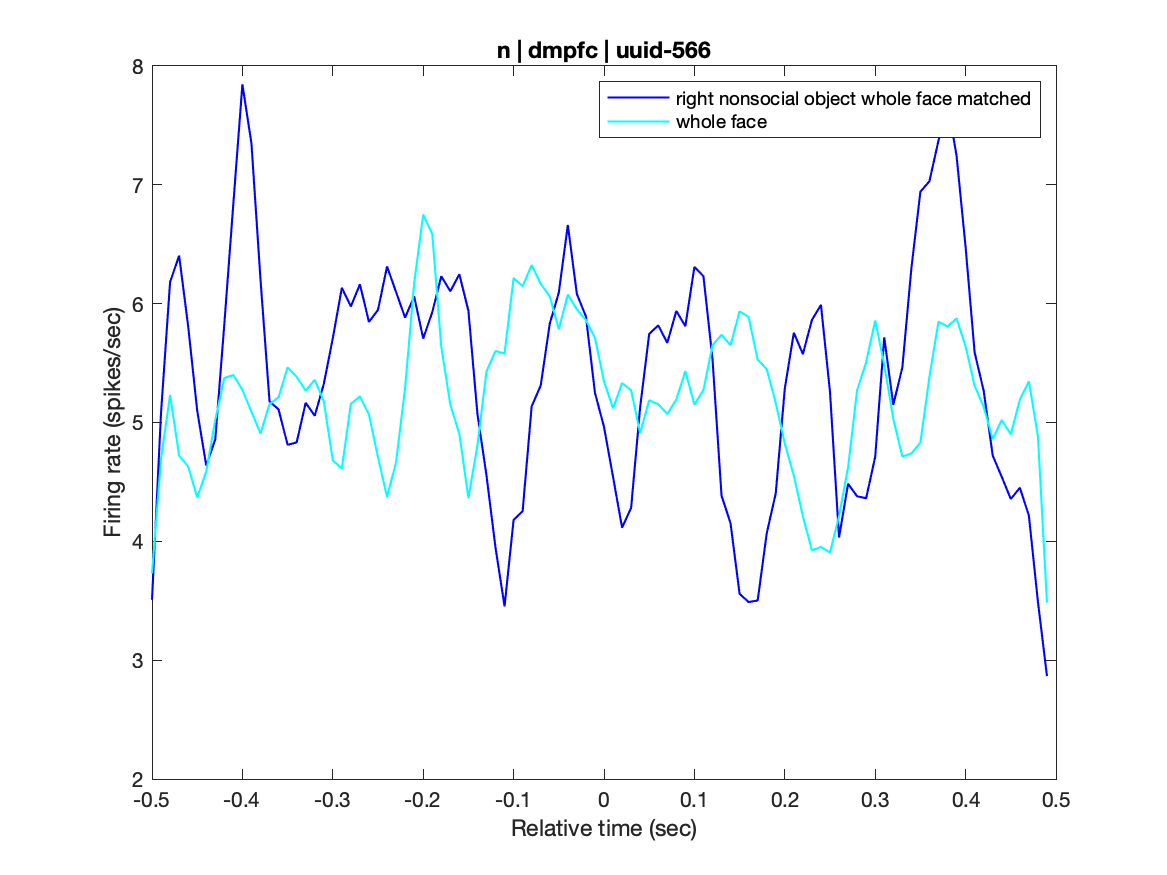 n | dmpfc | uuid-566
8
right nonsocial object whole face matched
whole face
7
6
5
4
3
2
Firing rate (spikes/sec)
-0.5 -0.4 -0.3 -0.2 -0.1 0 0.1 0.2 0.3 0.4 0.5
Relative time (sec)